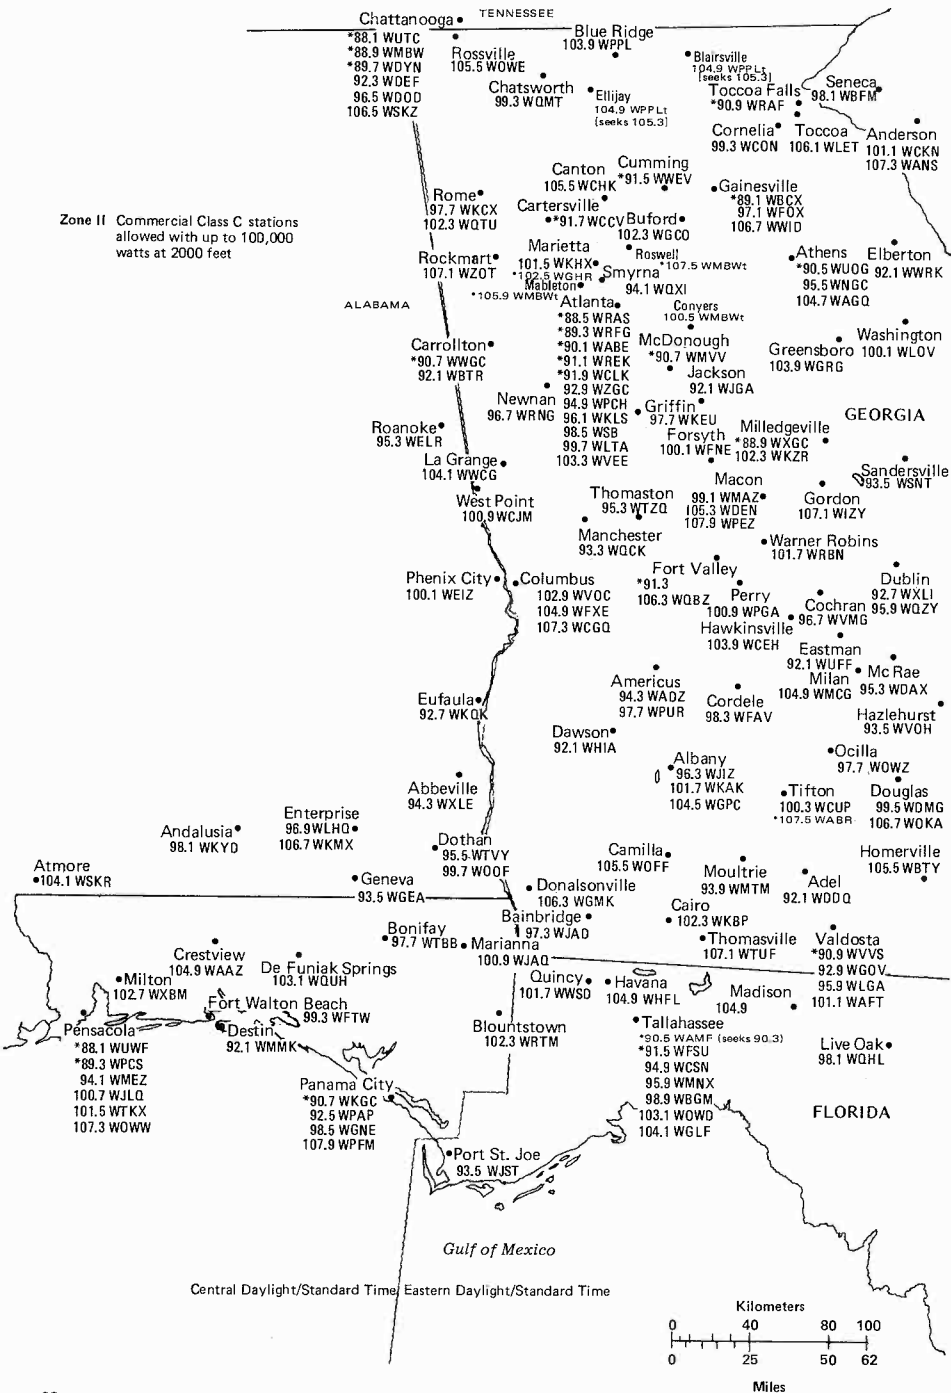 TENNESSEE
Chattanooga
*88.1 WUTC
*88.9 WMBW
*89.7 WDYN
92.3 WDEF
96.5 WDOD
106.5 WSKZ
Rossville
105.5 WOWE
Blue Ridge
103.9 WPPL
Chatsworth
99.3 WQMT
Ellijay
104.9 WPPLt
(seeks 105.3)
Blairsville
104.9 WPPLt
(seeks 105.3)
Toccoa Falls
*90.9 WRAF
Seneca
98.1 WBFM
Cornelia
99.3 WCON
Toccoa
106.1 WLET
Anderson
101.1 WCKN
107.3 WANS
Zone II Commercial Class C stations
allowed with up to 100,000
watts at 2000 feet
Rome
97.7 WKCX
102.3 WQTU
Canton
105.5 WCHK
Cumming
*91.5 WWEV
Gainesville
*89.1 WBCX
97.1 WFOX
106.7 WWID
Cartersville
*91.7 WCCV
Buford
102.3 WGCO
Rockmart
107.1 WZOT
Marietta
101.5 WKHX
*102.5 WGHR
Mableton
*105.9 WMBWt
Roswell
*107.5 WMBWt
Smyrna
94.1 WQXI
Athens
*90.5 WUOG
95.5 WNGC
104.7 WAGQ
Elberton
92.1 WWRK
ALABAMA
Atlanta
*88.5 WRAS
*89.3 WRFG
*90.1 WABE
*91.1 WREK
*91.9 WCLK
92.9 WZGC
94.9 WPCH
96.1 WKLS
98.5 WSB
99.7 WLTA
103.3 WVEE
Conyers
100.5 WMBWt
McDonough
*90.7 WMVV
Jackson
92.1 WJGA
Greensboro
103.9 WGRG
Washington
100.1 WLOV
Carrollton
*90.7 WWGC
92.1 WBTR
Newnan
96.7 WRNG
Griffin
97.7 WKEU
GEORGIA
Roanoke
95.3 WELR
Forsyth
100.1 WFNE
Milledgeville
*88.9 WXGC
102.3 WKZR
La Grange
104.1 WWCG
Sandersville
93.5 WSNT
West Point
100.9 WCJM
Thomaston
95.3 WTZQ
Macon
99.1 WMAZ
105.3 WDEN
107.9 WPEZ
Gordon
107.1 WIZY
Manchester
93.3 WQCK
Warner Robins
101.7 WRBN
Phenix City
100.1 WEIZ
Columbus
102.9 WVOC
104.9 WFXE
107.3 WCGQ
Fort Valley
*91.3
106.3 WQBZ
Perry
100.9 WPGA
Dublin
92.7 WXLI
95.9 WQZY
Cochran
96.7 WVMG
Hawkinsville
103.9 WCEH
Eastman
92.1 WUFF
Milan
104.9 WMCG
Mc Rae
95.3 WDAX
Eufaula
92.7 WKQK
Americus
94.3 WADZ
97.7 WPUR
Cordele
98.3 WFAV
Hazlehurst
93.5 WVOH
Dawson
92.1 WHIA
Ocilla
97.7 WOWZ
Albany
96.3 WJIZ
101.7 WKAK
104.5 WGPC
Abbeville
94.3 WXLE
Tifton
100.3 WCUP
*107.5 WABR
Douglas
99.5 WDMG
106.7 WOKA
Enterprise
96.9 WLHQ
106.7 WKMX
Andalusia
98.1 WKYD
Dothan
95.5 WTVY
99.7 WOOF
Camilla
105.5 WOFF
Homerville
105.5 WBTY
Atmore
104.1 WSKR
Geneva
93.5 WGEA
Donalsonville
106.3 WGMK
Moultrie
93.9 WMTM
Adel
92.1 WDDQ
Bainbridge
97.3 WJAD
Cairo
102.3 WKBP
Bonifay
97.7 WTBB
Marianna
100.9 WJAQ
Thomasville
107.1 WTUF
Valdosta
*90.9 WVVS
92.9 WGOV
95.9 WLGA
101.1 WAFT
Crestview
104.9 WAAZ
De Funiak Springs
103.1 WQUH
Quincy
101.7 WWSD
Havana
104.9 WHFL
Madison
104.9
Milton
102.7 WXBM
Fort Walton Beach
99.3 WFTW
Destin
92.1 WMMK
Blountstown
102.3 WRTM
Tallahassee
*90.5 WAMF (seeks 90.3)
*91.5 WFSU
94.9 WCSN
95.9 WMNX
98.9 WBGM
103.1 WOWD
104.1 WGLF
Live Oak
98.1 WQHL
Pensacola
*88.1 WUWF
*89.3 WPCS
94.1 WMEZ
100.7 WJLQ
101.5 WTKX
107.3 WOWW
Panama City
*90.7 WKGC
92.5 WPAP
98.5 WGNE
107.9 WPFM
FLORIDA
Port St. Joe
93.5 WJST
Gulf of Mexico
Central Daylight/Standard Time Eastern Daylight/Standard Time
Kilometers
0 40 80 100
0 25 50 62
Miles